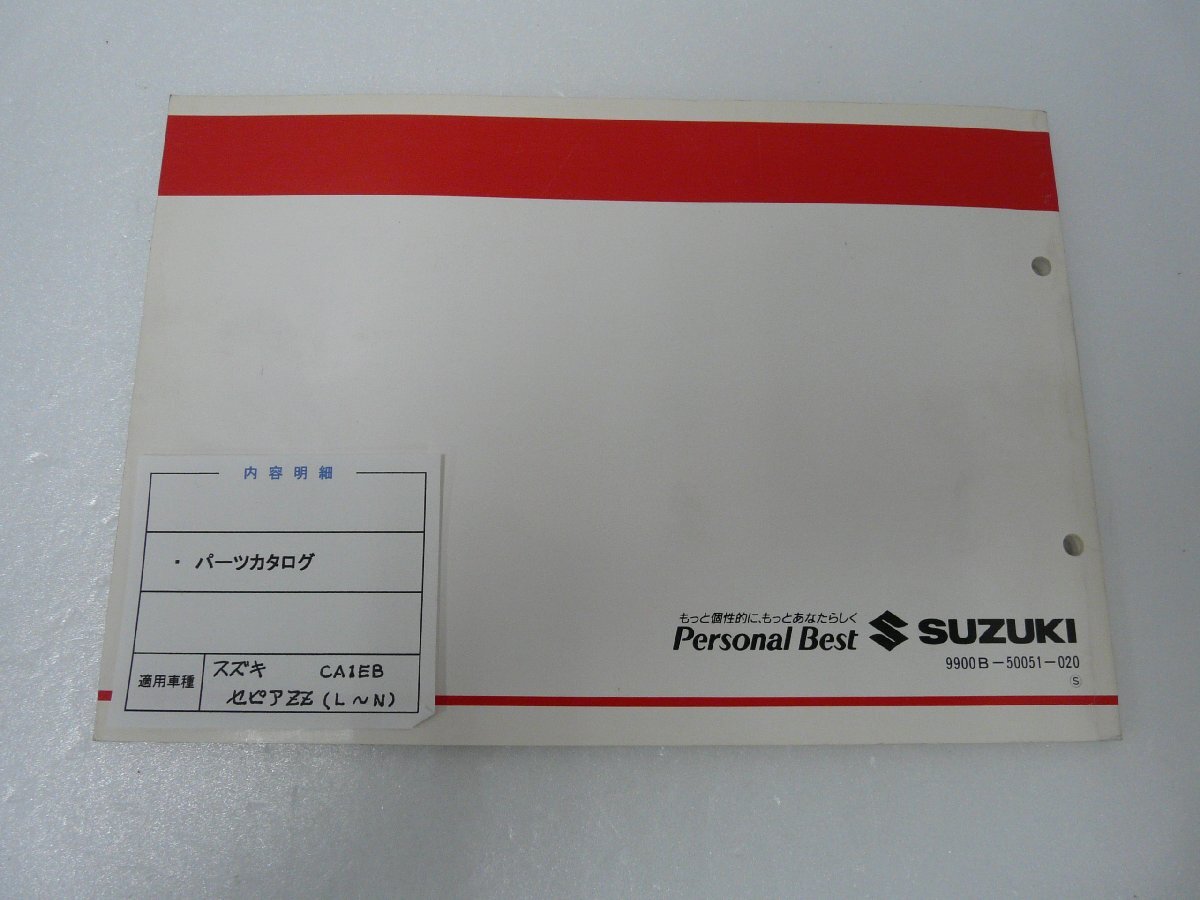 内容明細
・ パーツカタログ
適用車種
スズキ CA1EB
セピアZZ (L~N)
もっと個性的に、もっとあなたらしく
Personal Best
SUZUKI
9900B-50051-020
Ⓢ